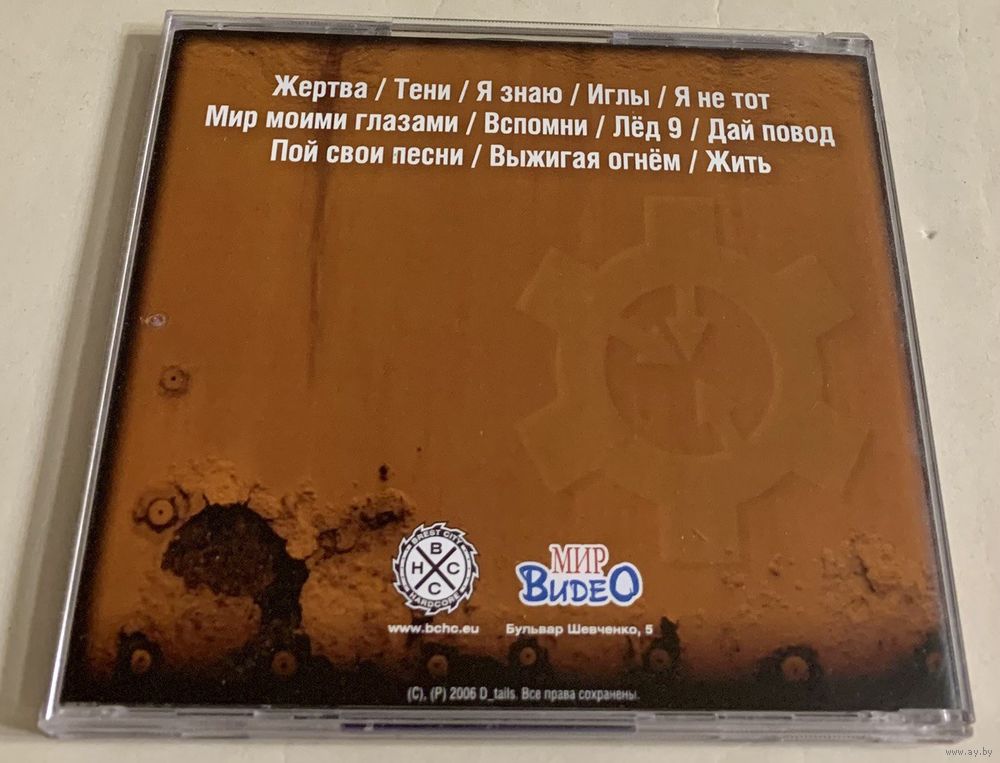 Жертва / Тени / Я знаю / Иглы / Я не тот
Мир моими глазами / Вспомни / Лёд 9 / Дай повод
Пой свои песни / Выжигая огнём / Жить
BREST CITY
B
H C
C
HARDCORE
МИР
ВИДЕО
www.bchc.eu
Бульвар Шевченко, 5
(C), (P) 2006 D_tails. Все права сохранены.
www.ay.by